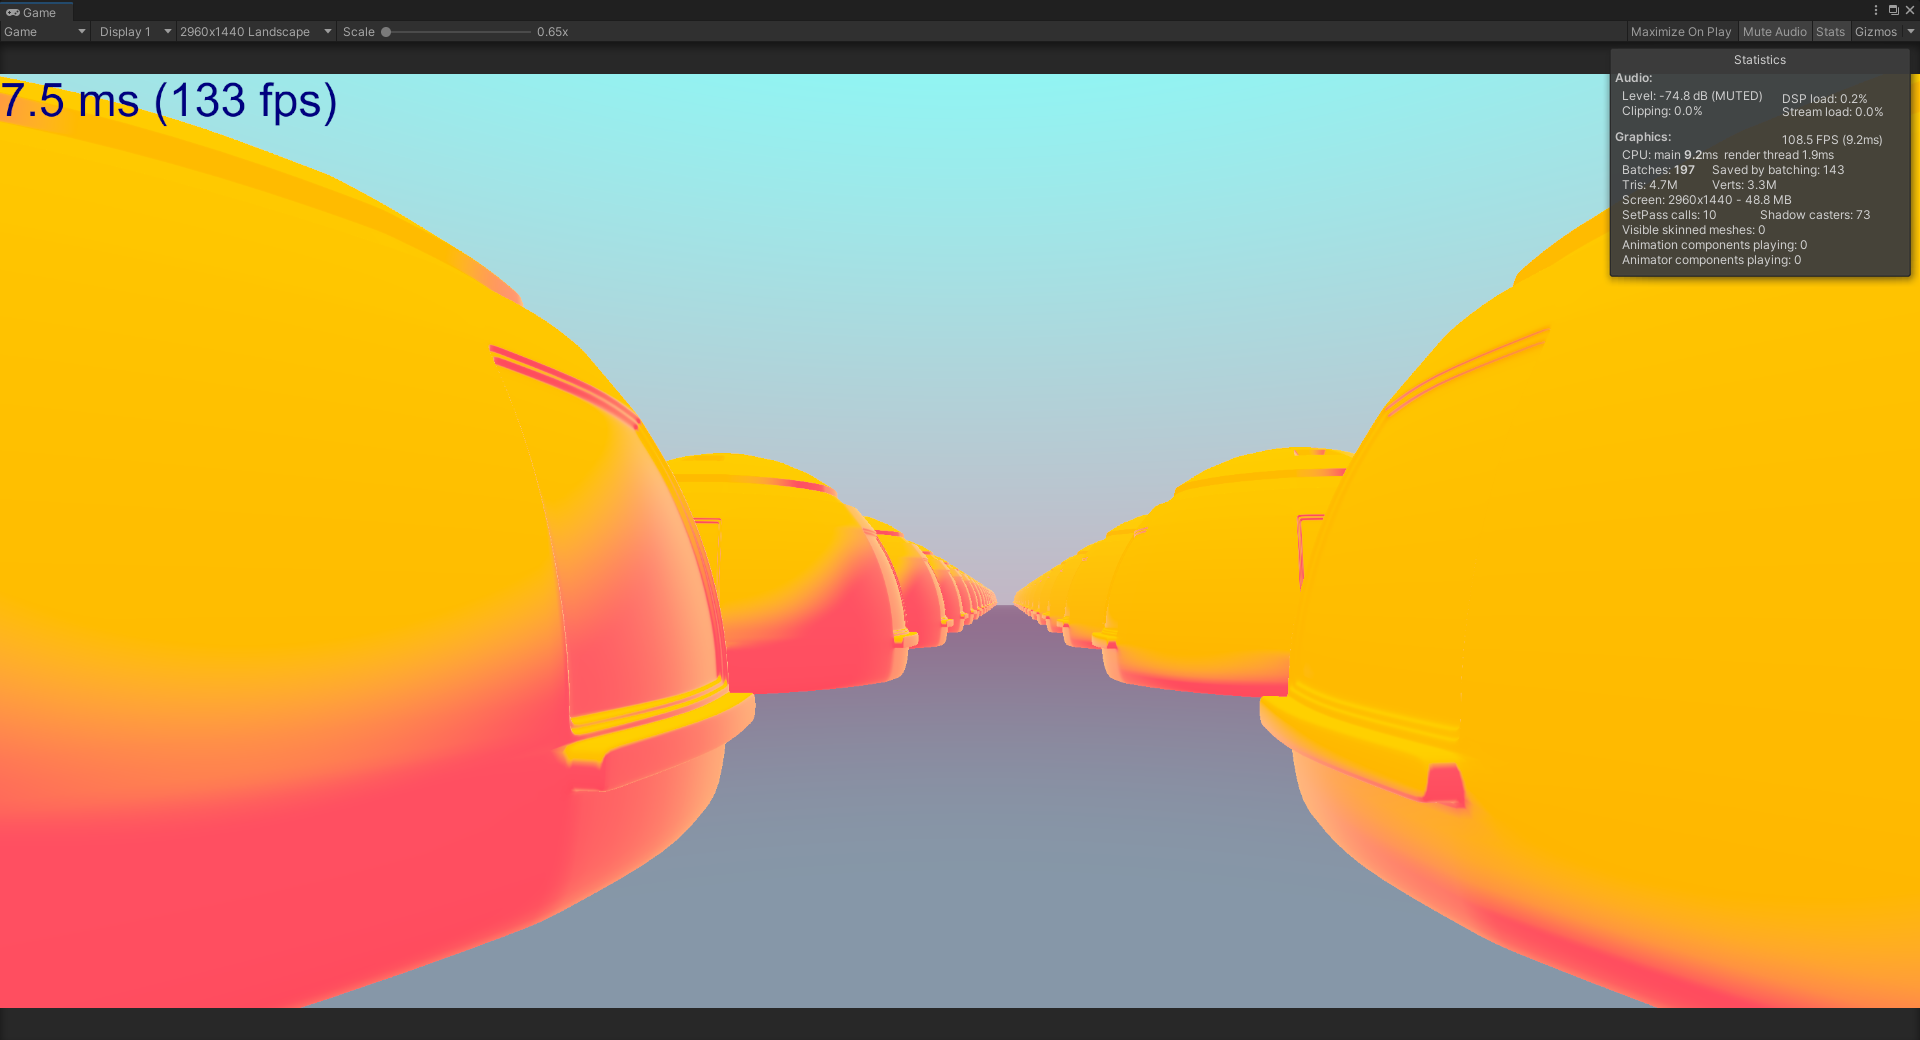 Game
Game Display 1 2960x1440 Landscape Scale 0.65x Maximize On Play Mute Audio Stats Gizmos
7.5 ms (133 fps)
Statistics
Audio:
Level: -74.8 dB (MUTED) DSP load: 0.2%
Clipping: 0.0% Stream load: 0.0%
Graphics: 108.5 FPS (9.2ms)
CPU: main 9.2ms render thread 1.9ms
Batches: 197 Saved by batching: 143
Tris: 4.7M Verts: 3.3M
Screen: 2960x1440 - 48.8 MB
SetPass calls: 10 Shadow casters: 73
Visible skinned meshes: 0
Animation components playing: 0
Animator components playing: 0